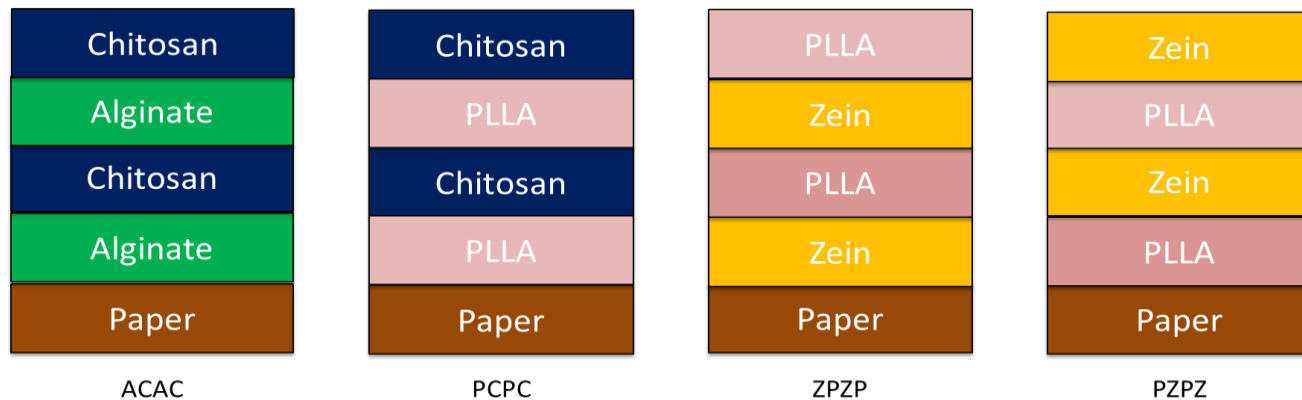 Chitosan
Alginate
Chitosan
Alginate
Paper
ACAC
Chitosan
PLLA
Chitosan
PLLA
Paper
PCPC
PLLA
Zein
PLLA
Zein
Paper
ZPZP
Zein
PLLA
Zein
PLLA
Paper
PZPZ